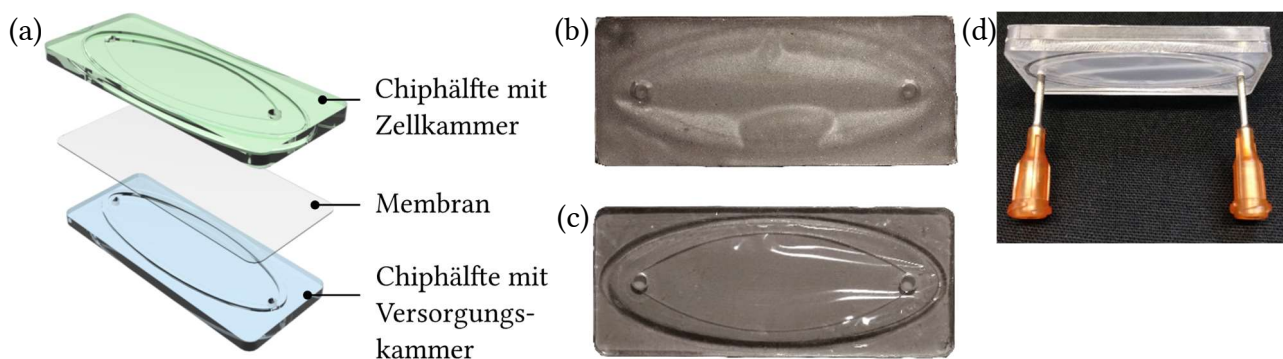 (a)
Chiphälfte mit
Zellkammer
Membran
Chiphälfte mit
Versorgungs-
kammer
(b)
(c)
(d)